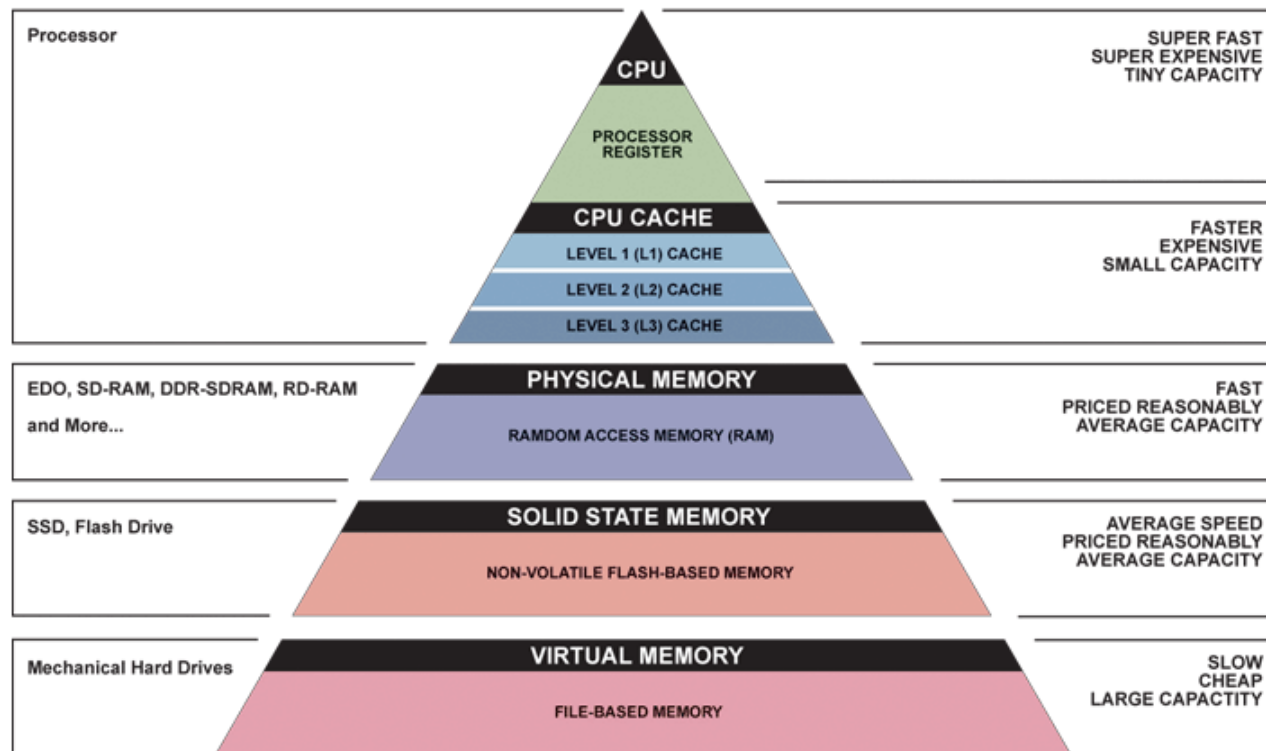 Processor
CPU
PROCESSOR
REGISTER
SUPER FAST
SUPER EXPENSIVE
TINY CAPACITY
CPU CACHE
LEVEL 1 (L1) CACHE
LEVEL 2 (L2) CACHE
LEVEL 3 (L3) CACHE
FASTER
EXPENSIVE
SMALL CAPACITY
EDO, SD-RAM, DDR-SDRAM, RD-RAM
and More...
PHYSICAL MEMORY
RAMDOM ACCESS MEMORY (RAM)
FAST
PRICED REASONABLY
AVERAGE CAPACITY
SSD, Flash Drive
SOLID STATE MEMORY
NON-VOLATILE FLASH-BASED MEMORY
AVERAGE SPEED
PRICED REASONABLY
AVERAGE CAPACITY
Mechanical Hard Drives
VIRTUAL MEMORY
FILE-BASED MEMORY
SLOW
CHEAP
LARGE CAPACTITY